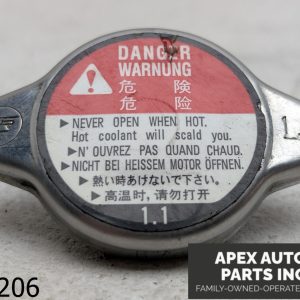 DANGER
WARNUNG
危 険
危 险
▶ NEVER OPEN WHEN HOT.
Hot coolant will scald you.
▶ N' OUVREZ PAS QUAND CHAUD.
▶ NICHT BEI HEISSEM MOTOR ÖFFNEN.
▶ 熱い時あけないで下さい。
▶ 高温时, 请勿打开
1.1
206
APEX AUTO
PARTS INC
FAMILY-OWNED-OPERATE